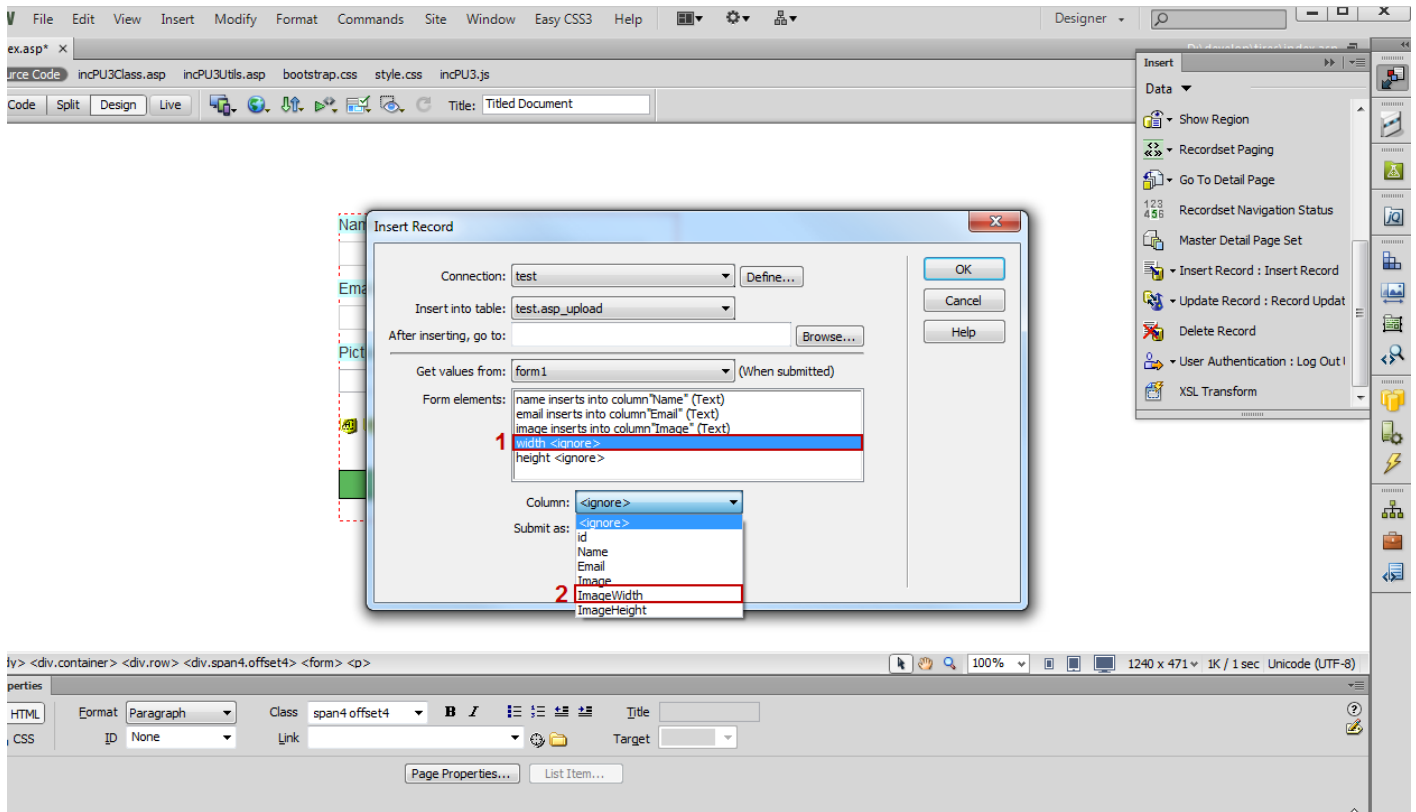 File Edit View Insert Modify Format Commands Site Window Easy CSS3 Help Designer
ex.asp*
urce Code incPU3Class.asp incPU3Utils.asp bootstrap.css style.css incPU3.js
Code Split Design Live Title: Titled Document
Insert
Data
Show Region
Recordset Paging
Go To Detail Page
123
456 Recordset Navigation Status
Master Detail Page Set
Insert Record : Insert Record
Update Record : Record Updat
Delete Record
User Authentication : Log Out
XSL Transform
jQ
Nam
Ema
Pict
Insert Record
Connection: test Define...
Insert into table: test.asp_upload
After inserting, go to: Browse...
Get values from: form1 (When submitted)
Form elements: name inserts into column"Name" (Text)
email inserts into column"Email" (Text)
image inserts into column"Image" (Text)
1 width <ignore>
height <ignore>
Column: <ignore>
Submit as: <ignore>
id
Name
Email
Image
2 ImageWidth
ImageHeight
OK
Cancel
Help
dy> <div.container> <div.row> <div.span4.offset4> <form> <p> 100% 1240 x 471 1K / 1 sec Unicode (UTF-8)
perties
HTML Format Paragraph Class span4 offset4 B I Title
CSS ID None Link Target
Page Properties... List Item...